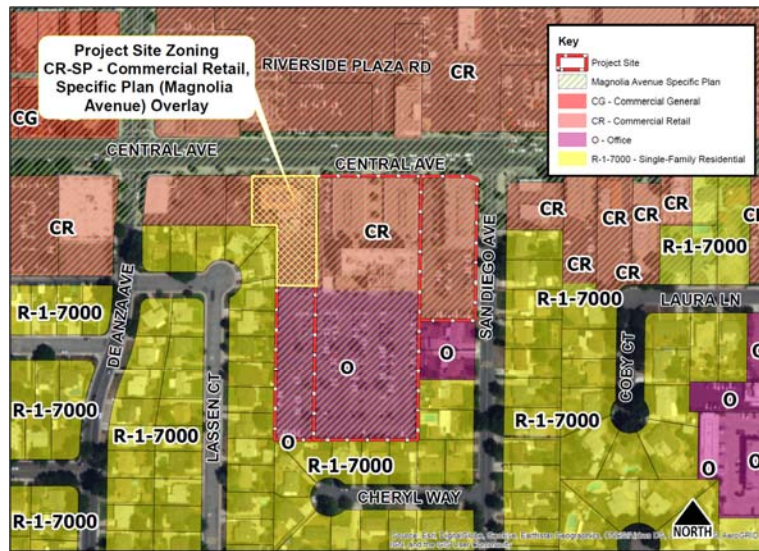 Project Site Zoning
CR-SP - Commercial Retail,
Specific Plan (Magnolia
Avenue) Overlay
RIVERSIDE PLAZA RD
CR
CG
Key
Project Site
Magnolia Avenue Specific Plan
CG - Commercial General
CR - Commercial Retail
O - Office
R-1-7000 - Single-Family Residential
CENTRAL AVE
CENTRAL AVE
CR
CR
CR
CR
CR
CR
CR
CR
R-1-7000
DE ANZA AVE
SAN DIEGO AVE
R-1-7000
R-1-7000
LAURA LN
R-1-7000
LASSEN CT
O
O
COBY CT
O
R-1-7000
R-1-7000
O
O
R-1-7000
O
O
R-1-7000
CHERYL WAY
NORTH